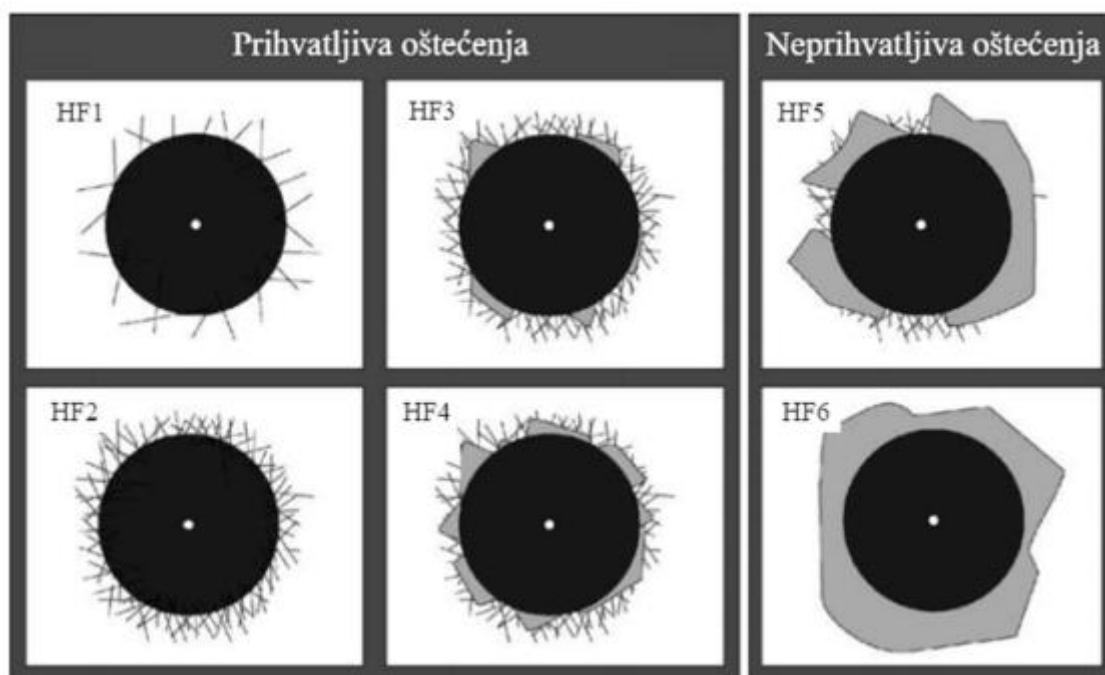 Prihvatljiva oštećenja
Neprihvatljiva oštećenja
HF1
HF3
HF5
HF2
HF4
HF6